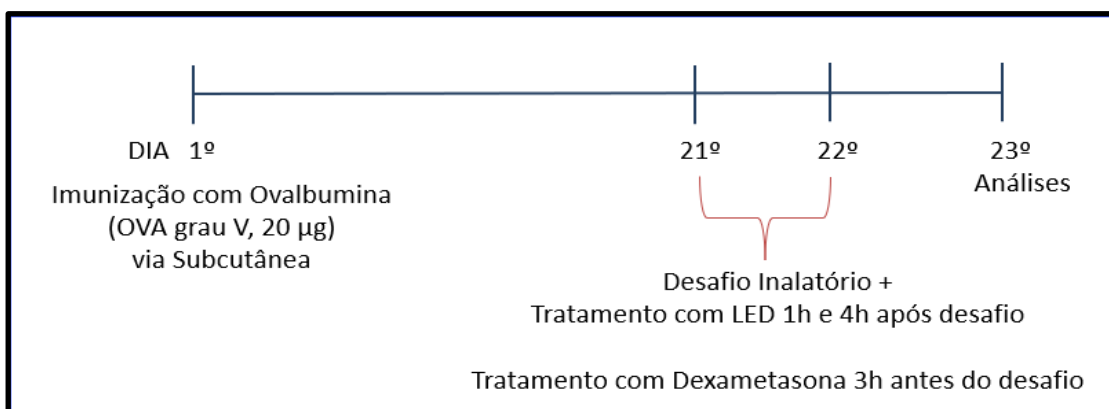 DIA 1º 21º 22º 23º
Análises
Imunização com Ovalbumina
(OVA grau V, 20 µg)
via Subcutânea
Desafio Inalatório +
Tratamento com LED 1h e 4h após desafio
Tratamento com Dexametasona 3h antes do desafio